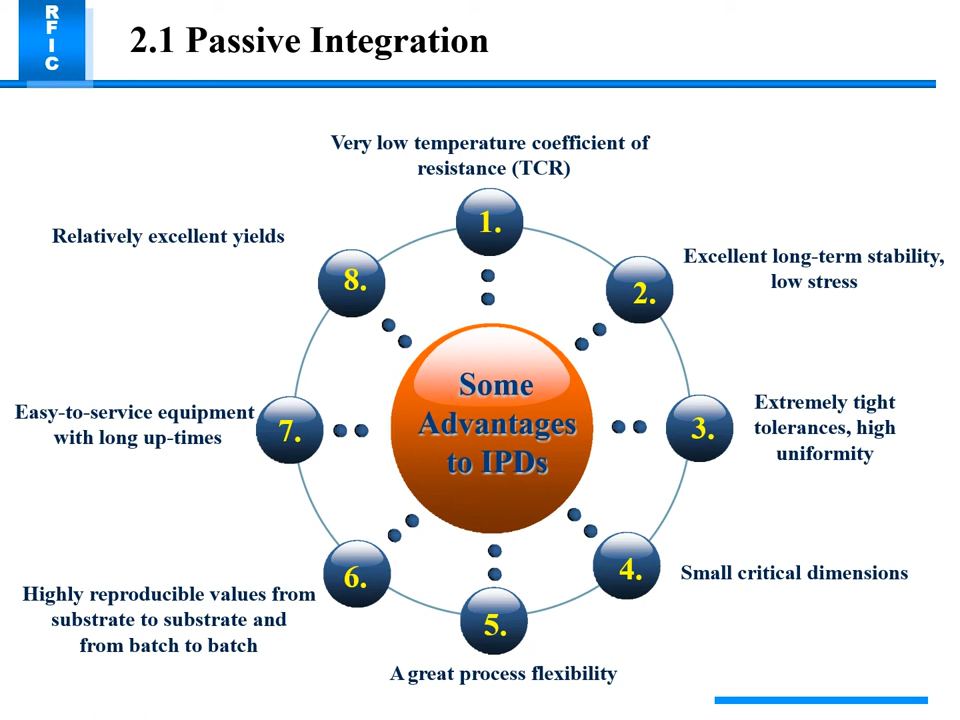 R
F
I
C
2.1 Passive Integration
Very low temperature coefficient of
resistance (TCR)
1.
Excellent long-term stability,
low stress
2.
Extremely tight
tolerances, high
uniformity
3.
Small critical dimensions
4.
A great process flexibility
5.
Highly reproducible values from
substrate to substrate and
from batch to batch
6.
Easy-to-service equipment
with long up-times
7.
Relatively excellent yields
8.
Some
Advantages
to IPDs